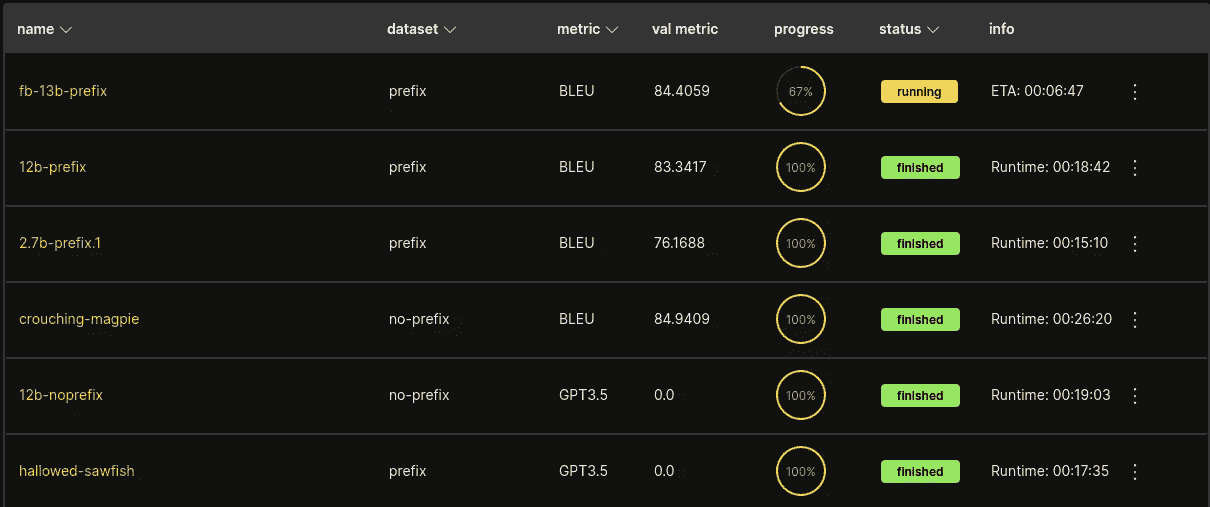 name dataset metric val metric progress status info
fb-13b-prefix prefix BLEU 84.4059 67% running ETA: 00:06:47
12b-prefix prefix BLEU 83.3417 100% finished Runtime: 00:18:42
2.7b-prefix.1 prefix BLEU 76.1688 100% finished Runtime: 00:15:10
crouching-magpie no-prefix BLEU 84.9409 100% finished Runtime: 00:26:20
12b-noprefix no-prefix GPT3.5 0.0 100% finished Runtime: 00:19:03
hallowed-sawfish prefix GPT3.5 0.0 100% finished Runtime: 00:17:35